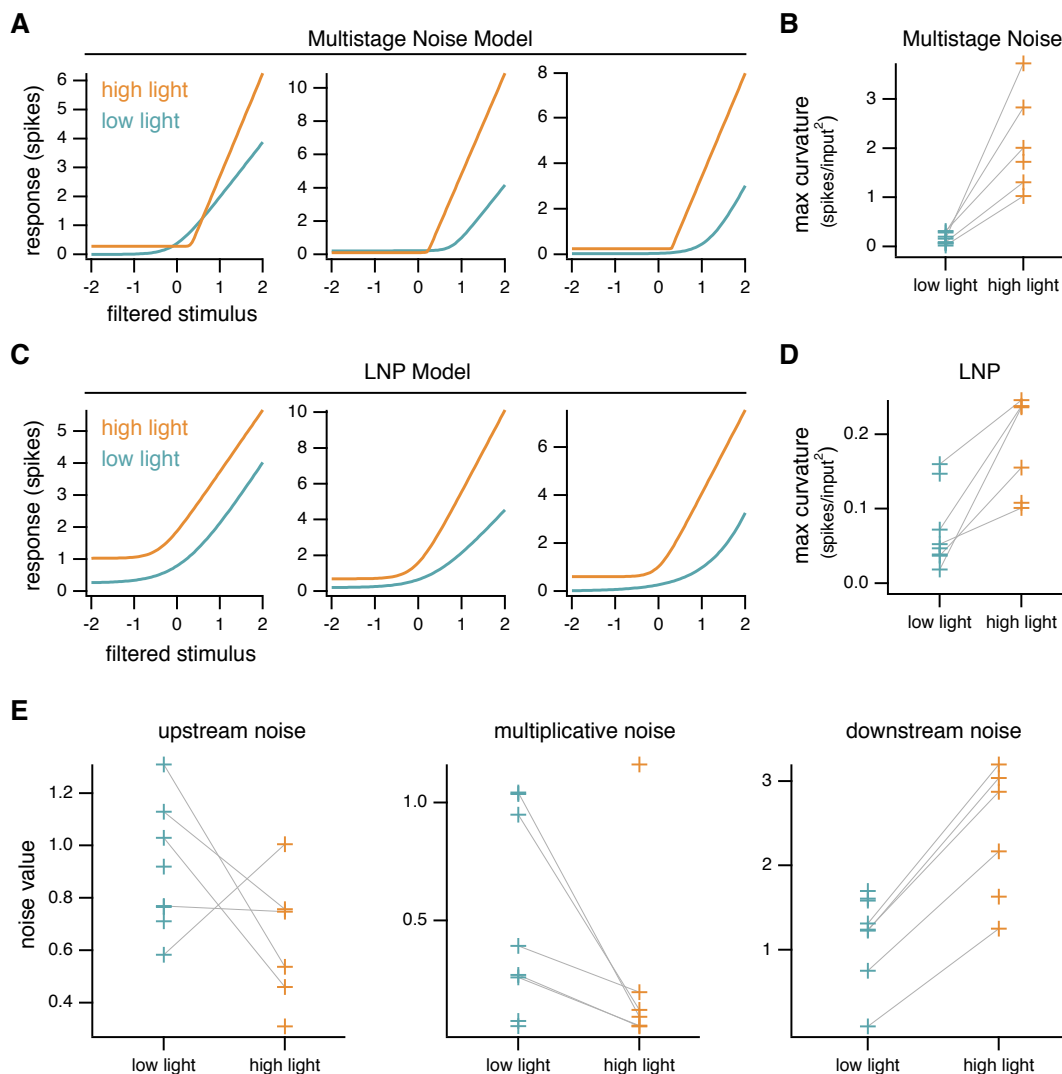 A
Multistage Noise Model
response (spikes)
6
5
4
3
2
1
0
high light
low light
-2 -1 0 1 2
filtered stimulus
10
8
6
4
2
0
-2 -1 0 1 2
8
6
4
2
0
-2 -1 0 1 2
B
Multistage Noise
max curvature
(spikes/input²)
3
2
1
0
low light high light
C
LNP Model
response (spikes)
5
4
3
2
1
0
high light
low light
-2 -1 0 1 2
filtered stimulus
10
8
6
4
2
0
-2 -1 0 1 2
6
4
2
0
-2 -1 0 1 2
D
LNP
max curvature
(spikes/input²)
0.2
0.1
0.0
low light high light
E
upstream noise
noise value
1.2
1.0
0.8
0.6
0.4
low light high light
multiplicative noise
1.0
0.5
low light high light
downstream noise
3
2
1
low light high light